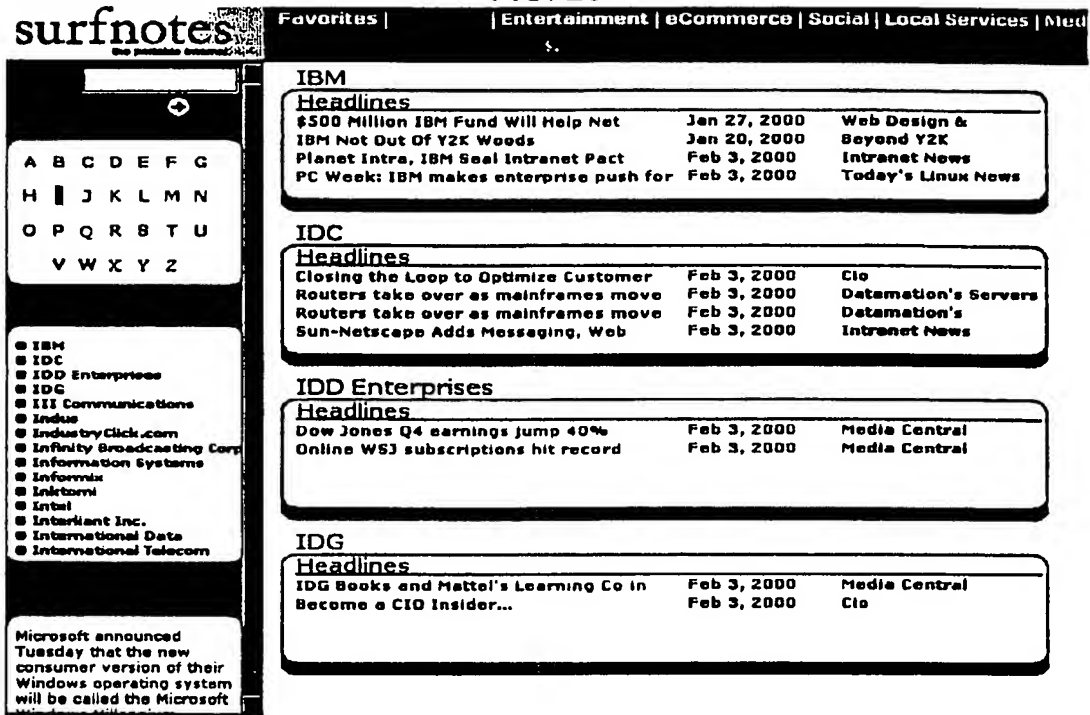 surfnotes
the portable internet
Favorites | | Entertainment | eCommerce | Social | Local Services | Med
A B C D E F G
H I J K L M N
O P Q R S T U
V W X Y Z
IBM
IDC
IDD Enterprises
IDG
III Communications
Indus
IndustryClick.com
Infinity Broadcasting Corp
Information Systems
Informix
Inktomi
Intel
Interliant Inc.
International Data
International Telecom
Microsoft announced
Tuesday that the new
consumer version of their
Windows operating system
will be called the Microsoft
Windows Millennium
IBM
Headlines
$500 Million IBM Fund Will Help Net Jan 27, 2000 Web Design &
IBM Not Out Of Y2K Woods Jan 20, 2000 Beyond Y2K
Planet Intra, IBM Seal Intranet Pact Feb 3, 2000 Intranet News
PC Week: IBM makes enterprise push for Feb 3, 2000 Today's Linux News
IDC
Headlines
Closing the Loop to Optimize Customer Feb 3, 2000 Cio
Routers take over as mainframes move Feb 3, 2000 Datamation's Servers
Routers take over as mainframes move Feb 3, 2000 Datamation's
Sun-Netscape Adds Messaging, Web Feb 3, 2000 Intranet News
IDD Enterprises
Headlines
Dow Jones Q4 earnings jump 40% Feb 3, 2000 Media Central
Online WSJ subscriptions hit record Feb 3, 2000 Media Central
IDG
Headlines
IDG Books and Mattel's Learning Co in Feb 3, 2000 Media Central
Become a CIO Insider... Feb 3, 2000 Cio